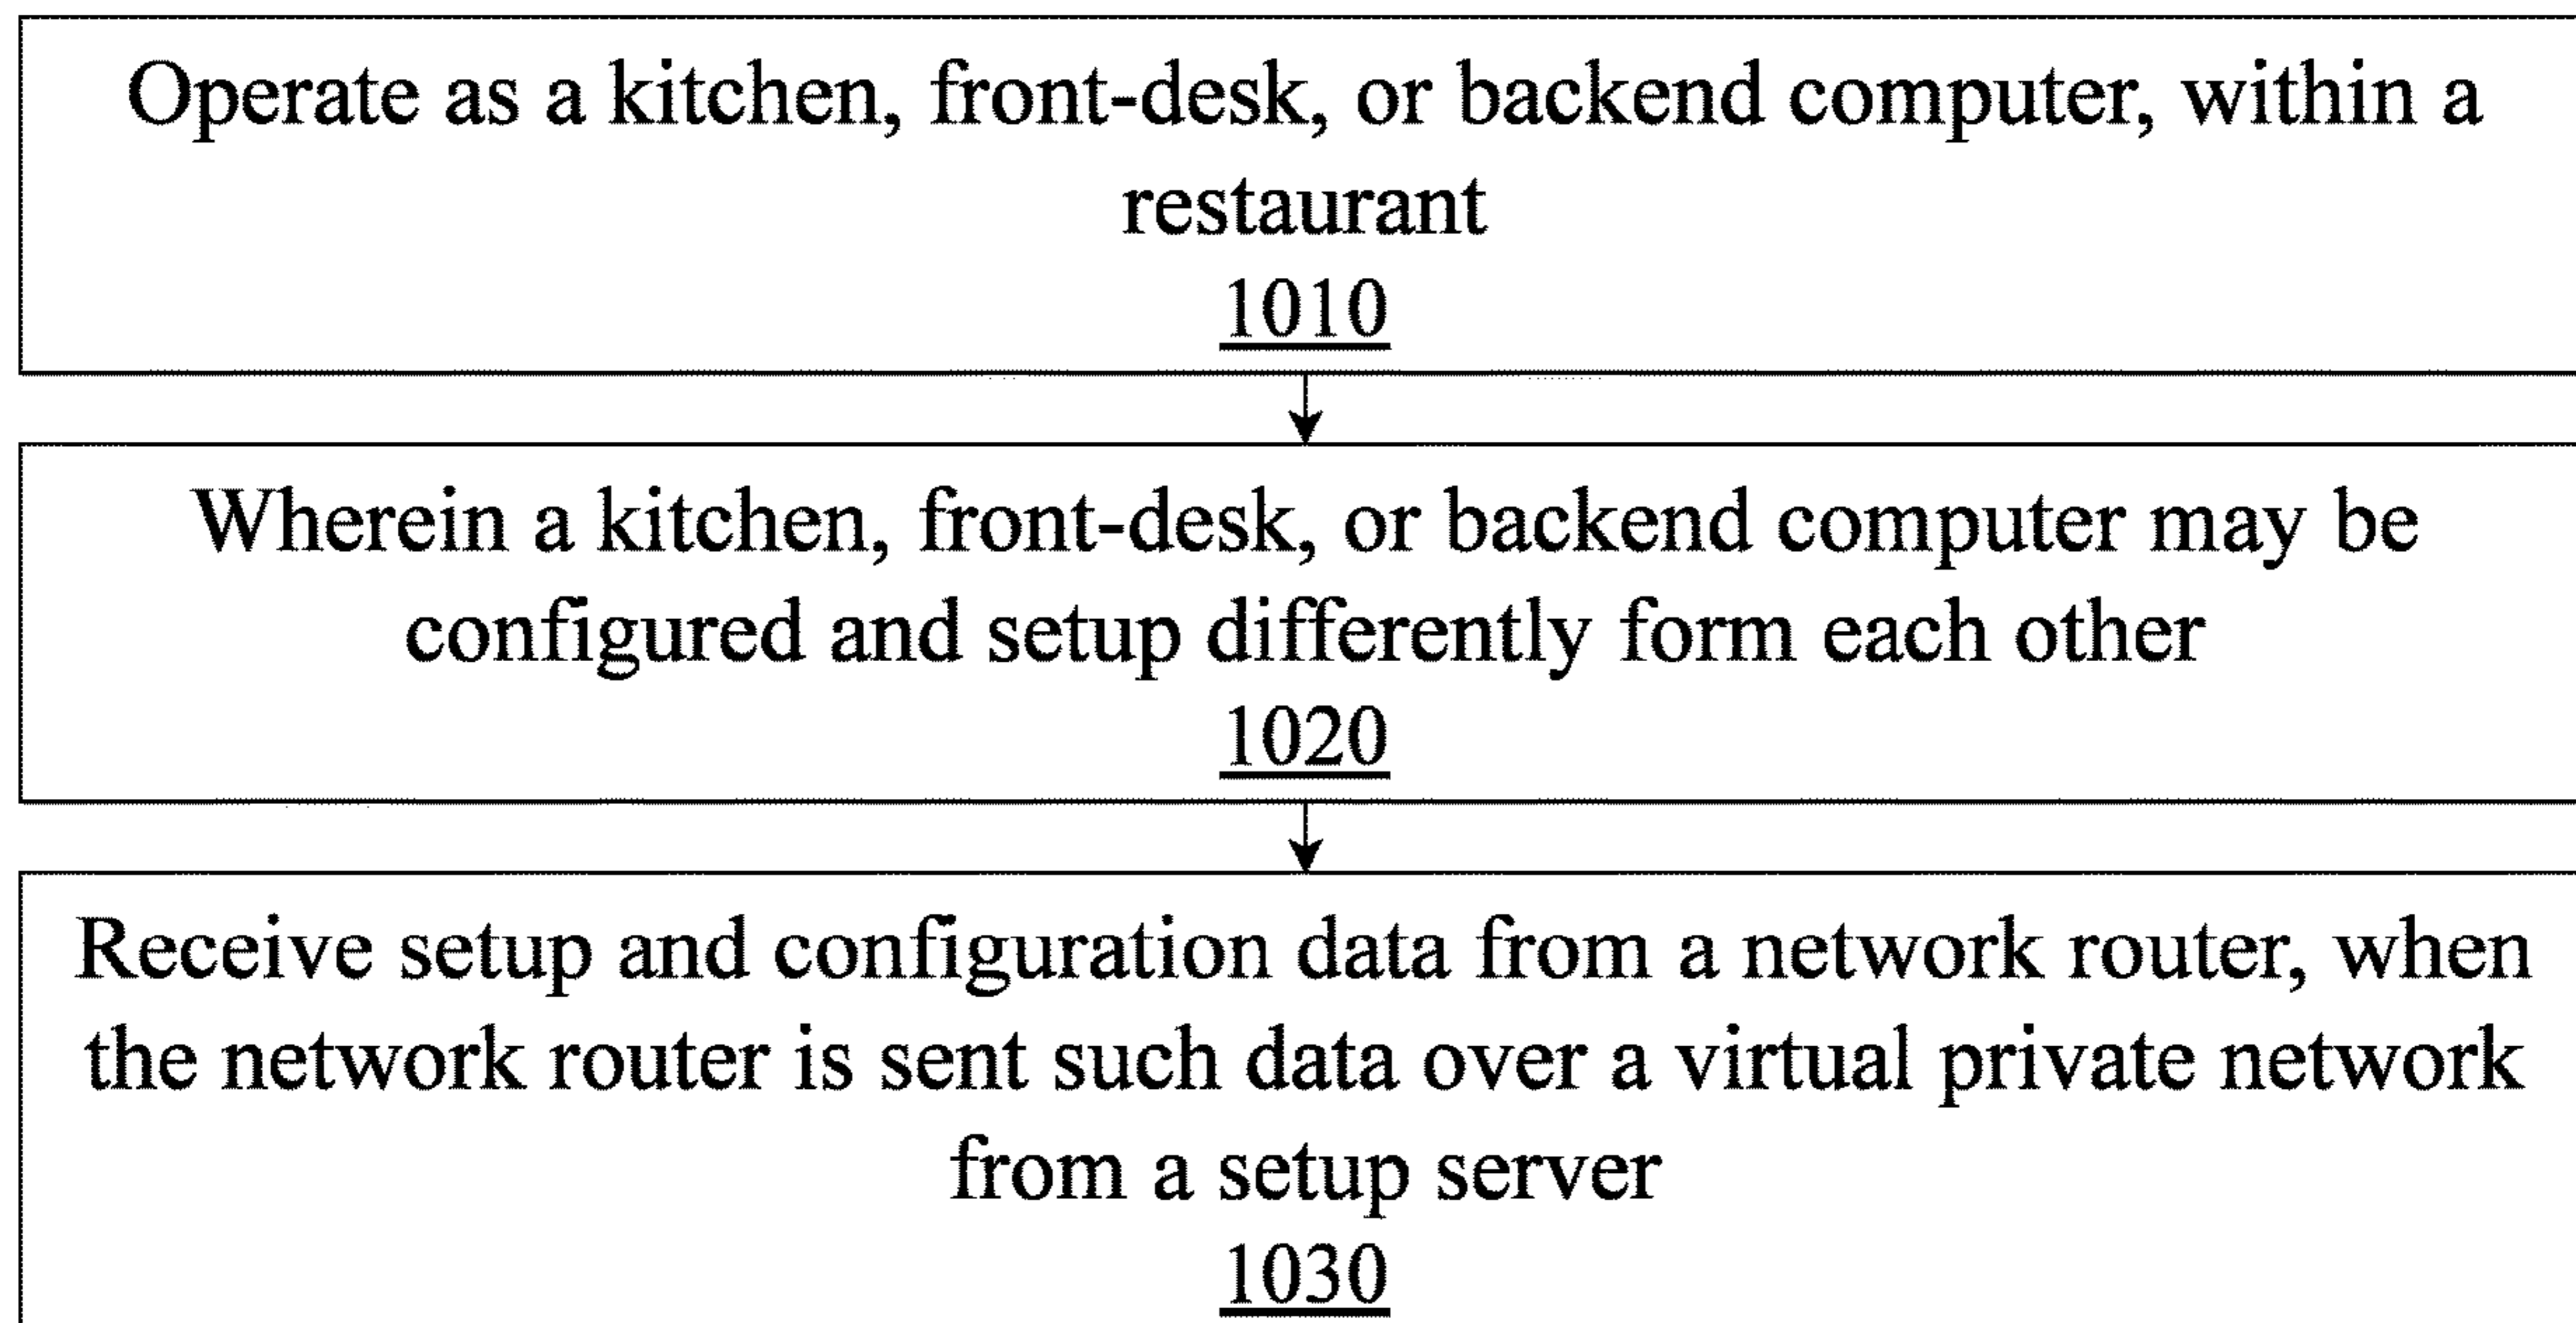 Operate as a kitchen, front-desk, or backend computer, within a
restaurant
1010
Wherein a kitchen, front-desk, or backend computer may be
configured and setup differently form each other
1020
Receive setup and configuration data from a network router, when
the network router is sent such data over a virtual private network
from a setup server
1030